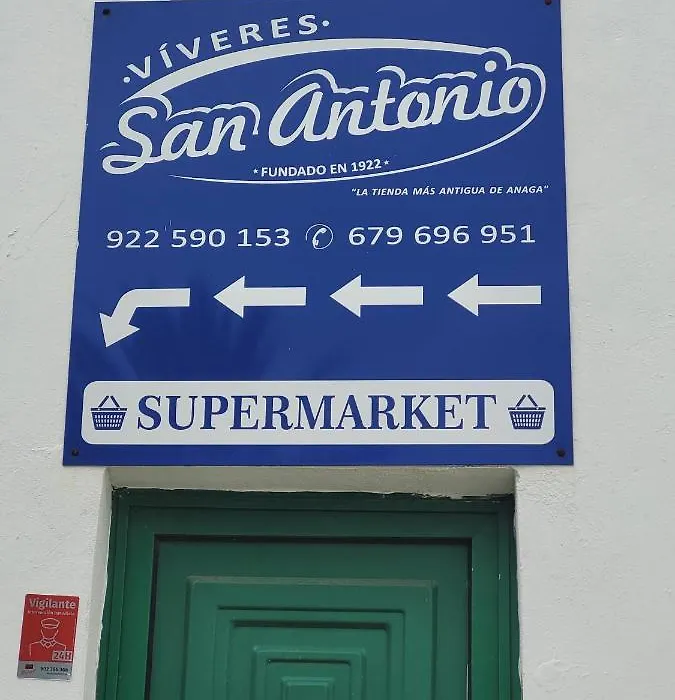 · VÍVERES ·
San Antonio
* FUNDADO EN 1922 *
"LA TIENDA MÁS ANTIGUA DE ANAGA"
922 590 153 679 696 951
SUPERMARKET
Vigilante
24H